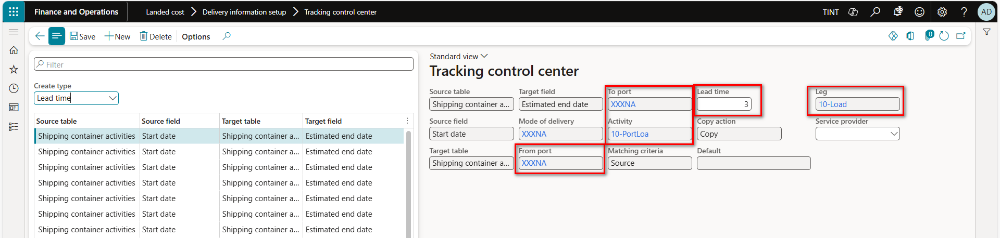 Finance and Operations
Landed cost > Delivery information setup > Tracking control center
TINT
33
AD
Save
New
Delete
Options
0
Filter
Create type
Lead time
Source table Source field Target table Target field
Shipping container activities Start date Shipping container a... Estimated end date
Shipping container activities Start date Shipping container a... Estimated end date
Shipping container activities Start date Shipping container a... Estimated end date
Shipping container activities Start date Shipping container a... Estimated end date
Shipping container activities Start date Shipping container a... Estimated end date
Shipping container activities Start date Shipping container a... Estimated end date
Shipping container activities Start date Shipping container a... Estimated end date
Standard view
Tracking control center
Source table Target field To port Lead time Leg
Shipping container a... Estimated end date XXXNA 3 10-Load
Source field Mode of delivery Activity Copy action Service provider
Start date XXXNA 10-PortLoa Copy
Target table From port Matching criteria Default
Shipping container a... XXXNA Source